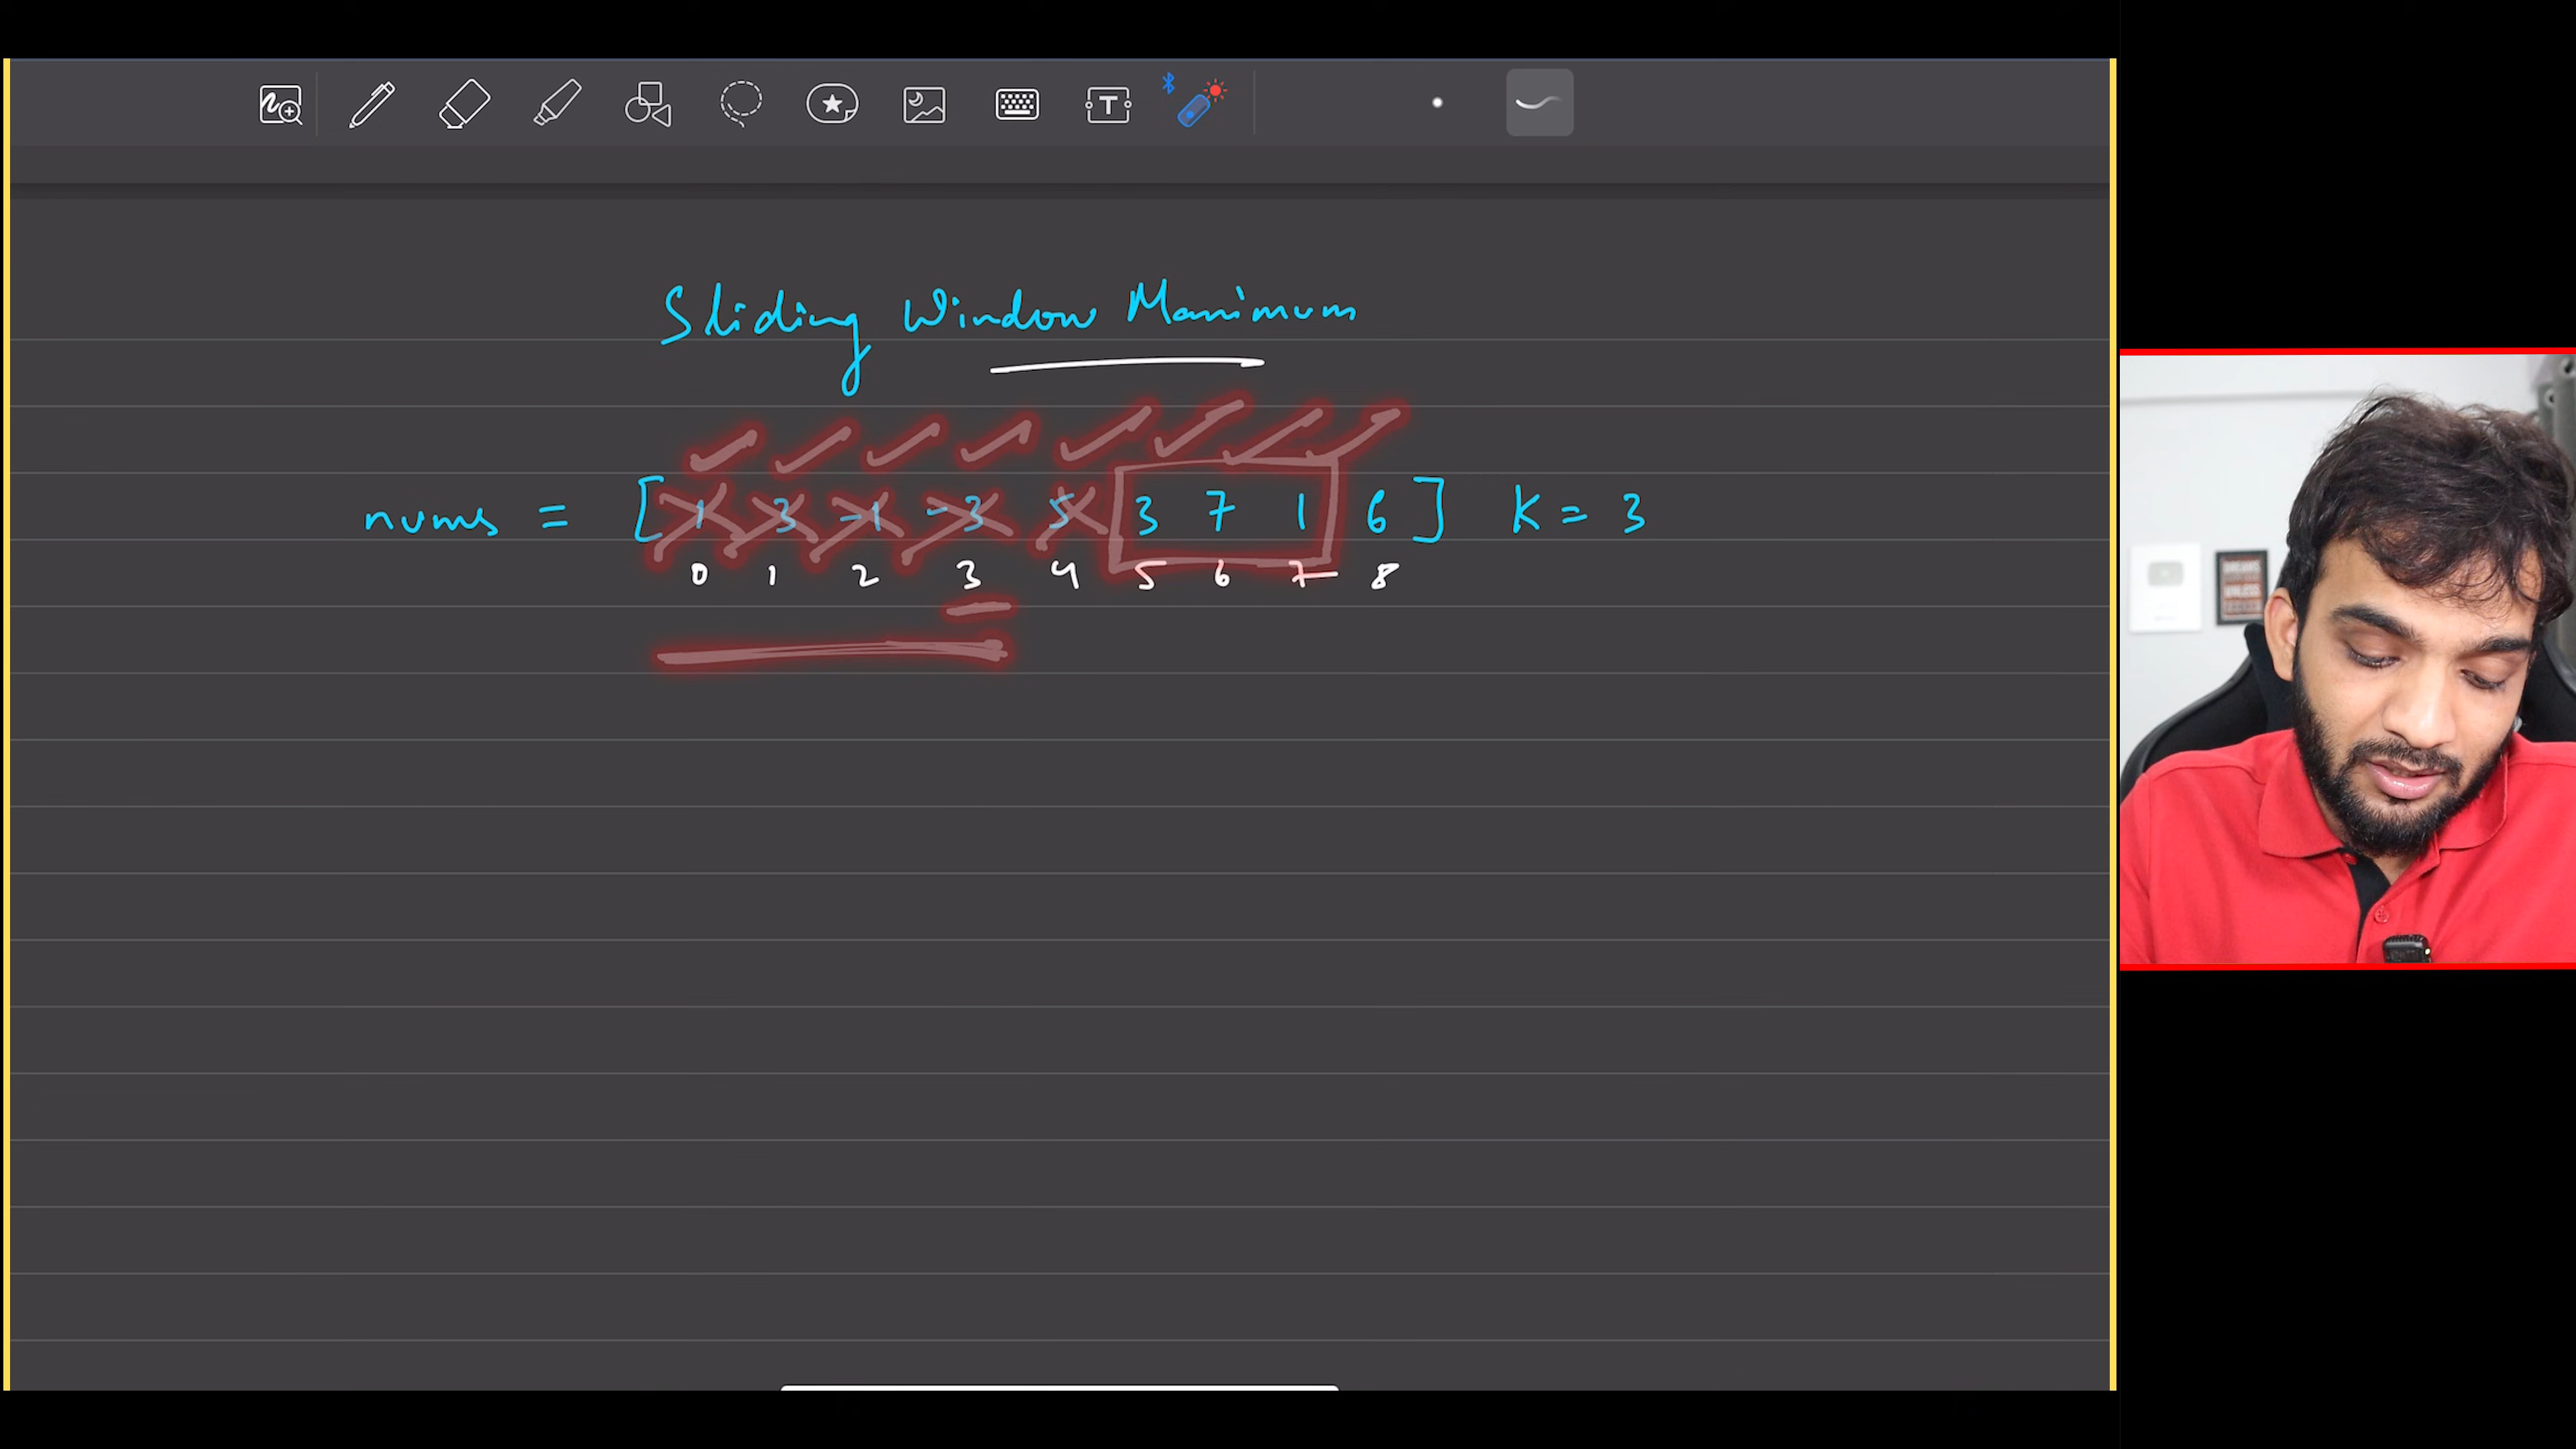 Sliding Window Maximum
nums = [ 1 3 -1 -3 5 3 7 1 6 ] K = 3
0 1 2 3 4 5 6 7 8